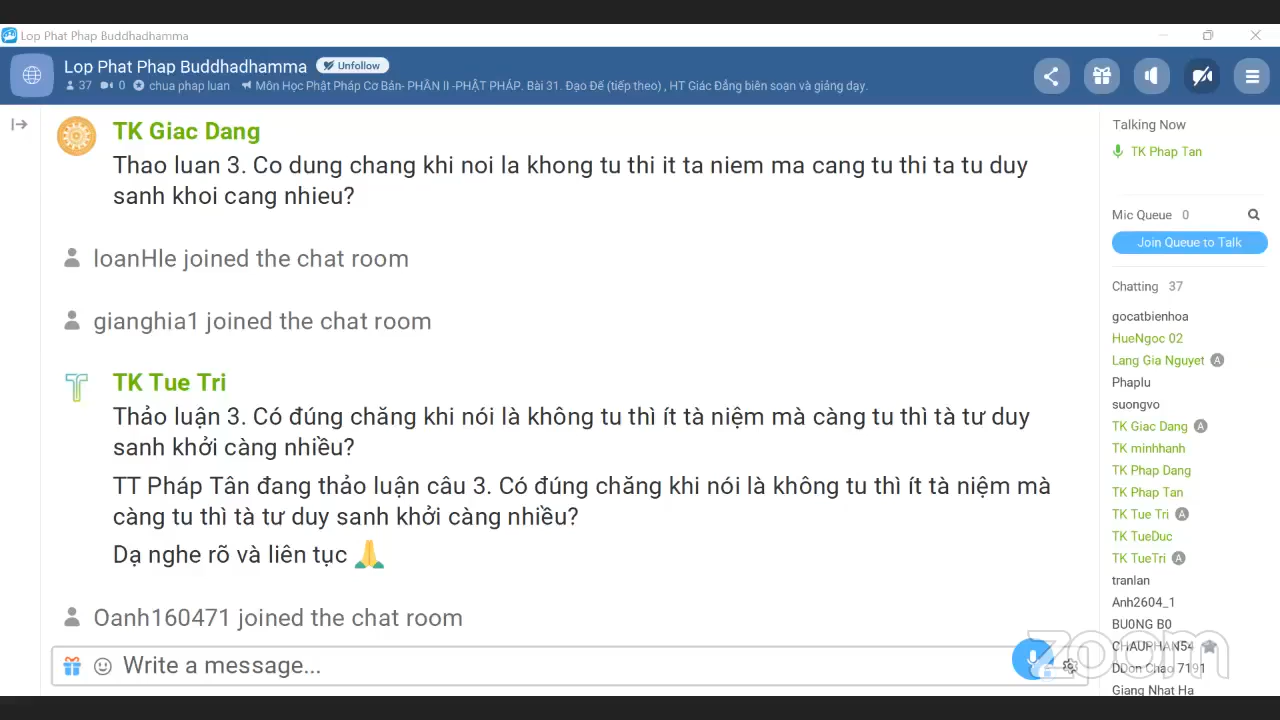 Lop Phat Phap Buddhadhamma
Lop Phat Phap Buddhadhamma Unfollow
37 0 chua phap luan Môn Học Phật Pháp Cơ Bản- PHẦN II -PHẬT PHÁP. Bài 31. Đạo Đế (tiếp theo) , HT Giác Đẳng biên soạn và giảng dạy.
TK Giac Dang
Thao luan 3. Co dung chang khi noi la khong tu thi it ta niem ma cang tu thi ta tu duy
sanh khoi cang nhieu?
loanHle joined the chat room
gianghia1 joined the chat room
TK Tue Tri
Thảo luận 3. Có đúng chăng khi nói là không tu thì ít tà niệm mà càng tu thì tà tư duy
sanh khởi càng nhiều?
TT Pháp Tân đang thảo luận câu 3. Có đúng chăng khi nói là không tu thì ít tà niệm mà
càng tu thì tà tư duy sanh khởi càng nhiều?
Dạ nghe rõ và liên tục 🙏
Oanh160471 joined the chat room
Write a message...
Talking Now
TK Phap Tan
Mic Queue 0
Join Queue to Talk
Chatting 37
gocatbienhoa
HueNgoc 02
Lang Gia Nguyet A
Phaplu
suongvo
TK Giac Dang A
TK minhhanh
TK Phap Dang
TK Phap Tan
TK Tue Tri A
TK TueDuc
TK TueTri A
tranlan
Anh2604_1
BU0NG B0
CHAUPHAN54
DDon Chao 7191
Giang Nhat Ha
zoom